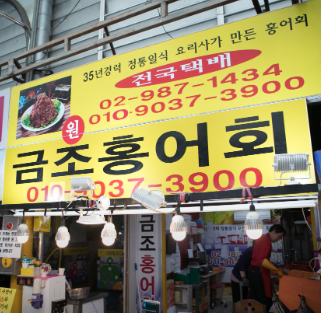 35년경력 정통일식 요리사가 만든 홍어회
전국택배
02-987-1434
010-9037-3900
원
금조홍어회
010-9037-3900
금조홍어